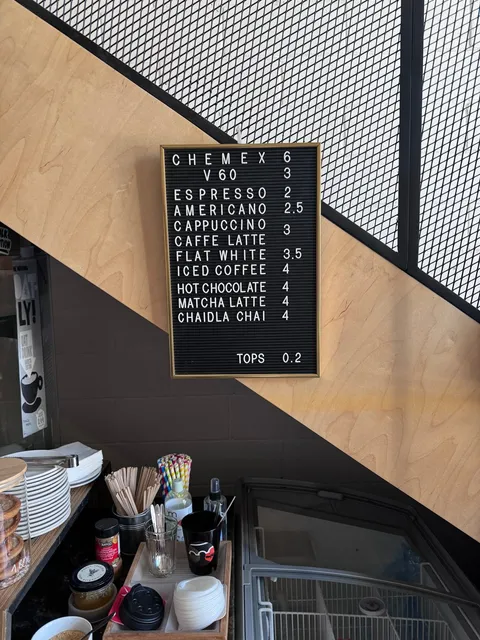 CHEMEX 6
V60 3
ESPRESSO 2
AMERICANO 2.5
CAPPUCCINO
3
CAFFE LATTE
FLAT WHITE 3.5
ICED COFFEE 4
HOT CHOCOLATE 4
MATCHA LATTE 4
CHAIDLA CHAI 4
TOPS 0.2
LY!